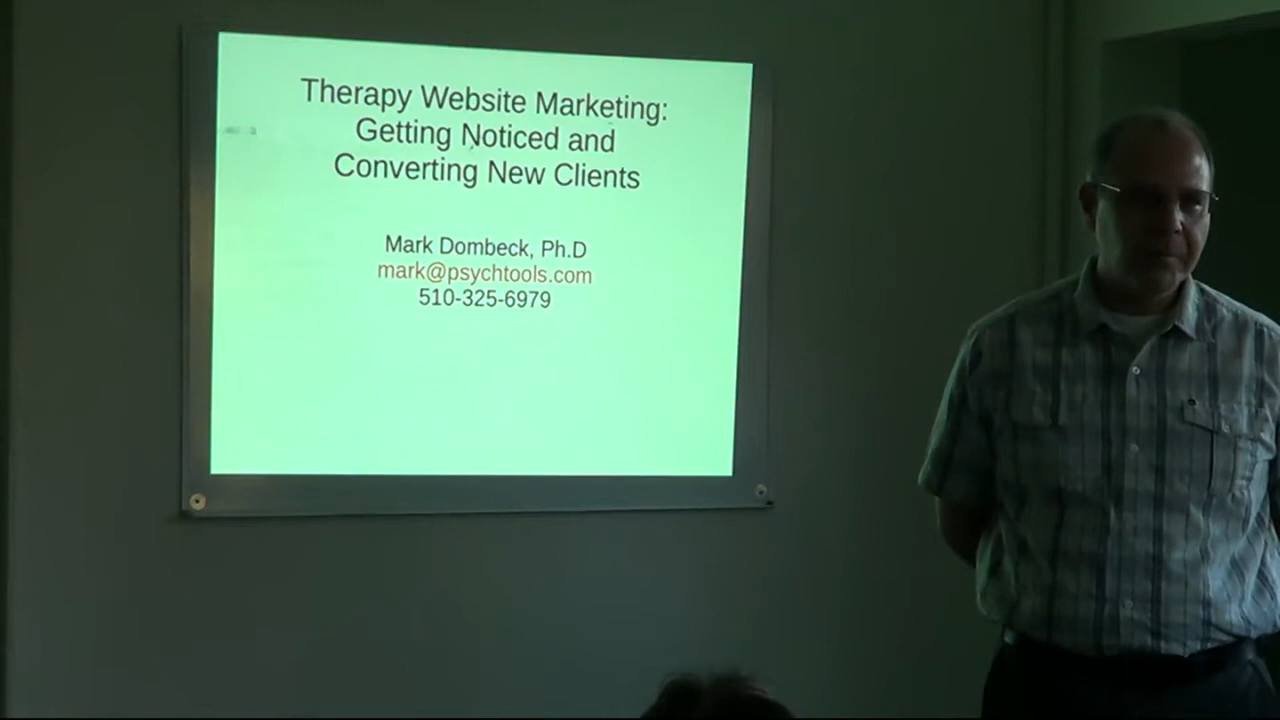 Therapy Website Marketing:
Getting Noticed and
Converting New Clients
Mark Dombeck, Ph.D
mark@psychtools.com
510-325-6979